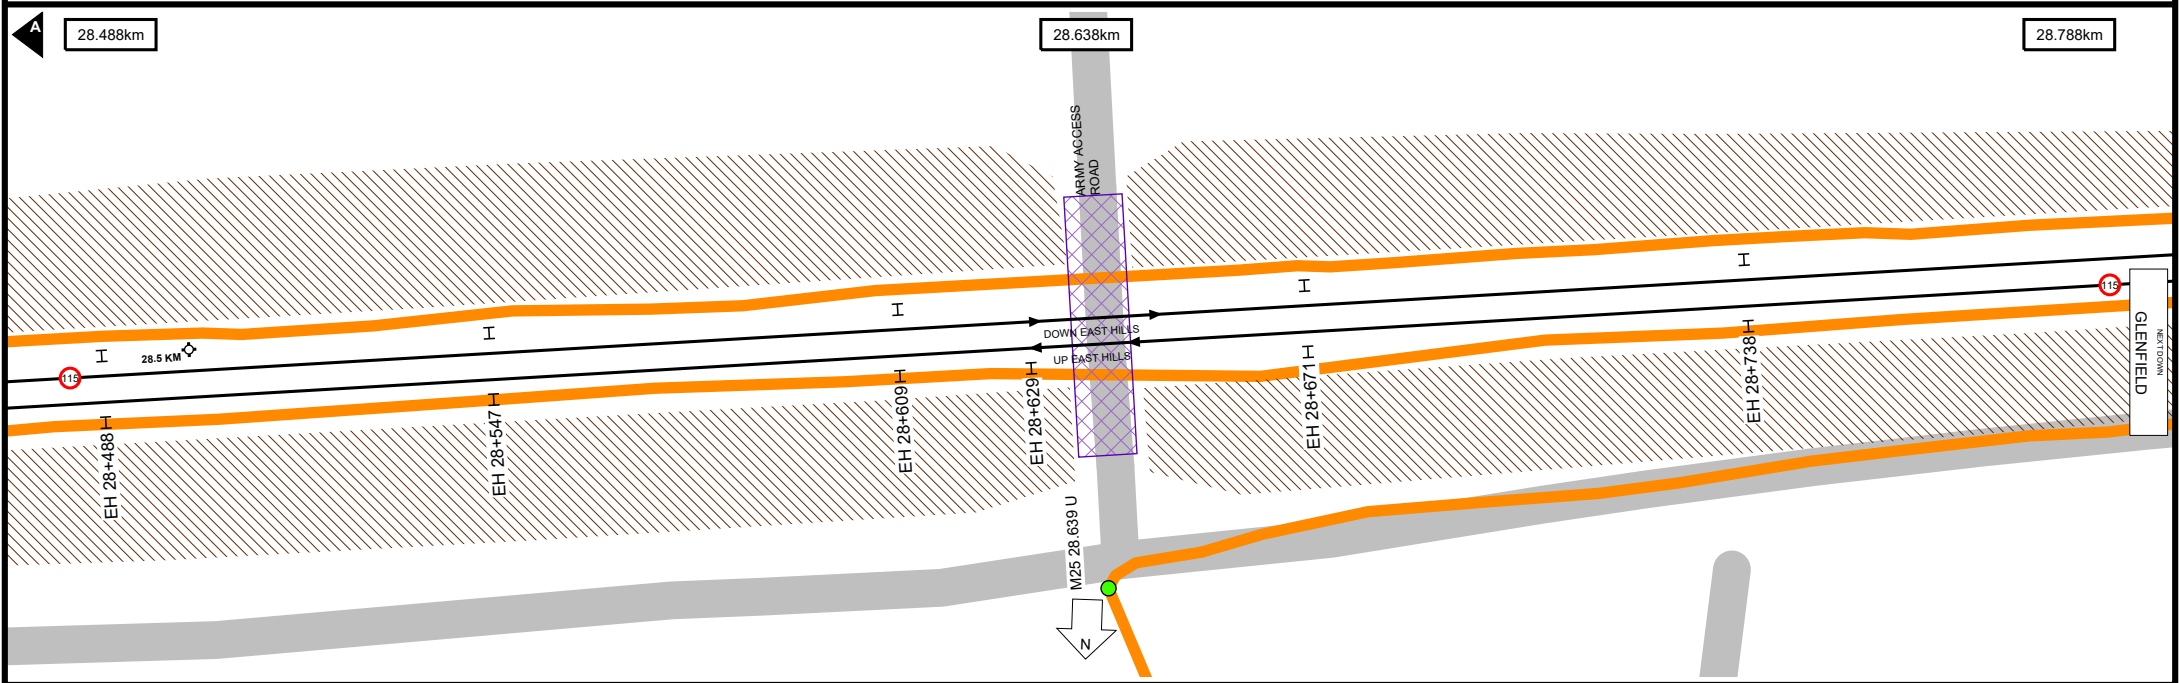 A
28.488km
28.638km
28.788km
ARMY ACCESS
ROAD
DOWN EAST HILLS
UP EAST HILLS
28.5 KM
115
115
EH 28+488
EH 28+547
EH 28+609
EH 28+629
EH 28+671
EH 28+738
GLENFIELD
NEXT DOWN
M25 28.639 U
N